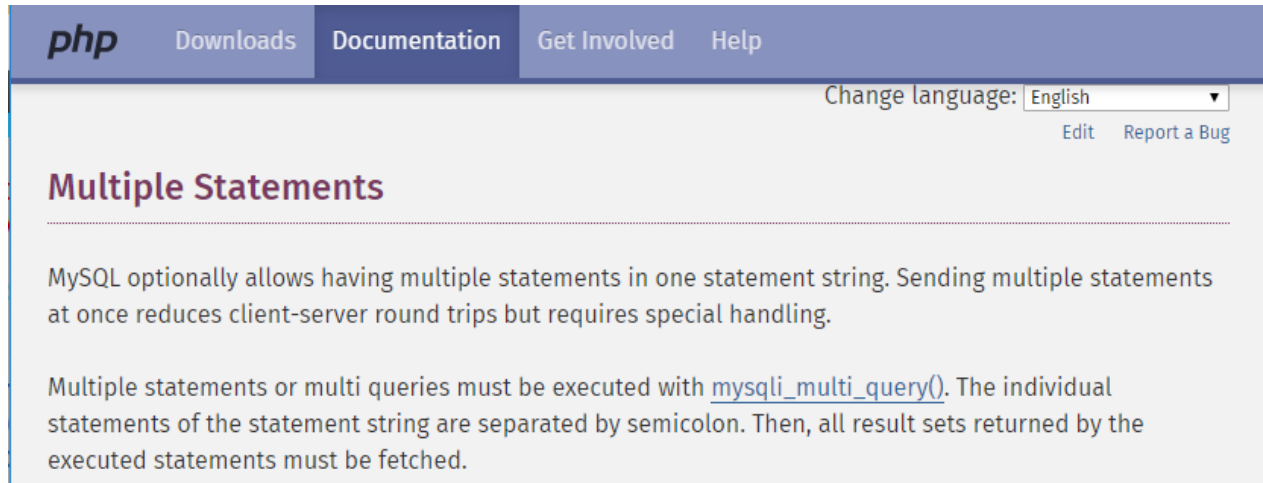 php Downloads Documentation Get Involved Help
Change language: English
Edit Report a Bug
Multiple Statements
MySQL optionally allows having multiple statements in one statement string. Sending multiple statements
at once reduces client-server round trips but requires special handling.
Multiple statements or multi queries must be executed with mysqli_multi_query(). The individual
statements of the statement string are separated by semicolon. Then, all result sets returned by the
executed statements must be fetched.